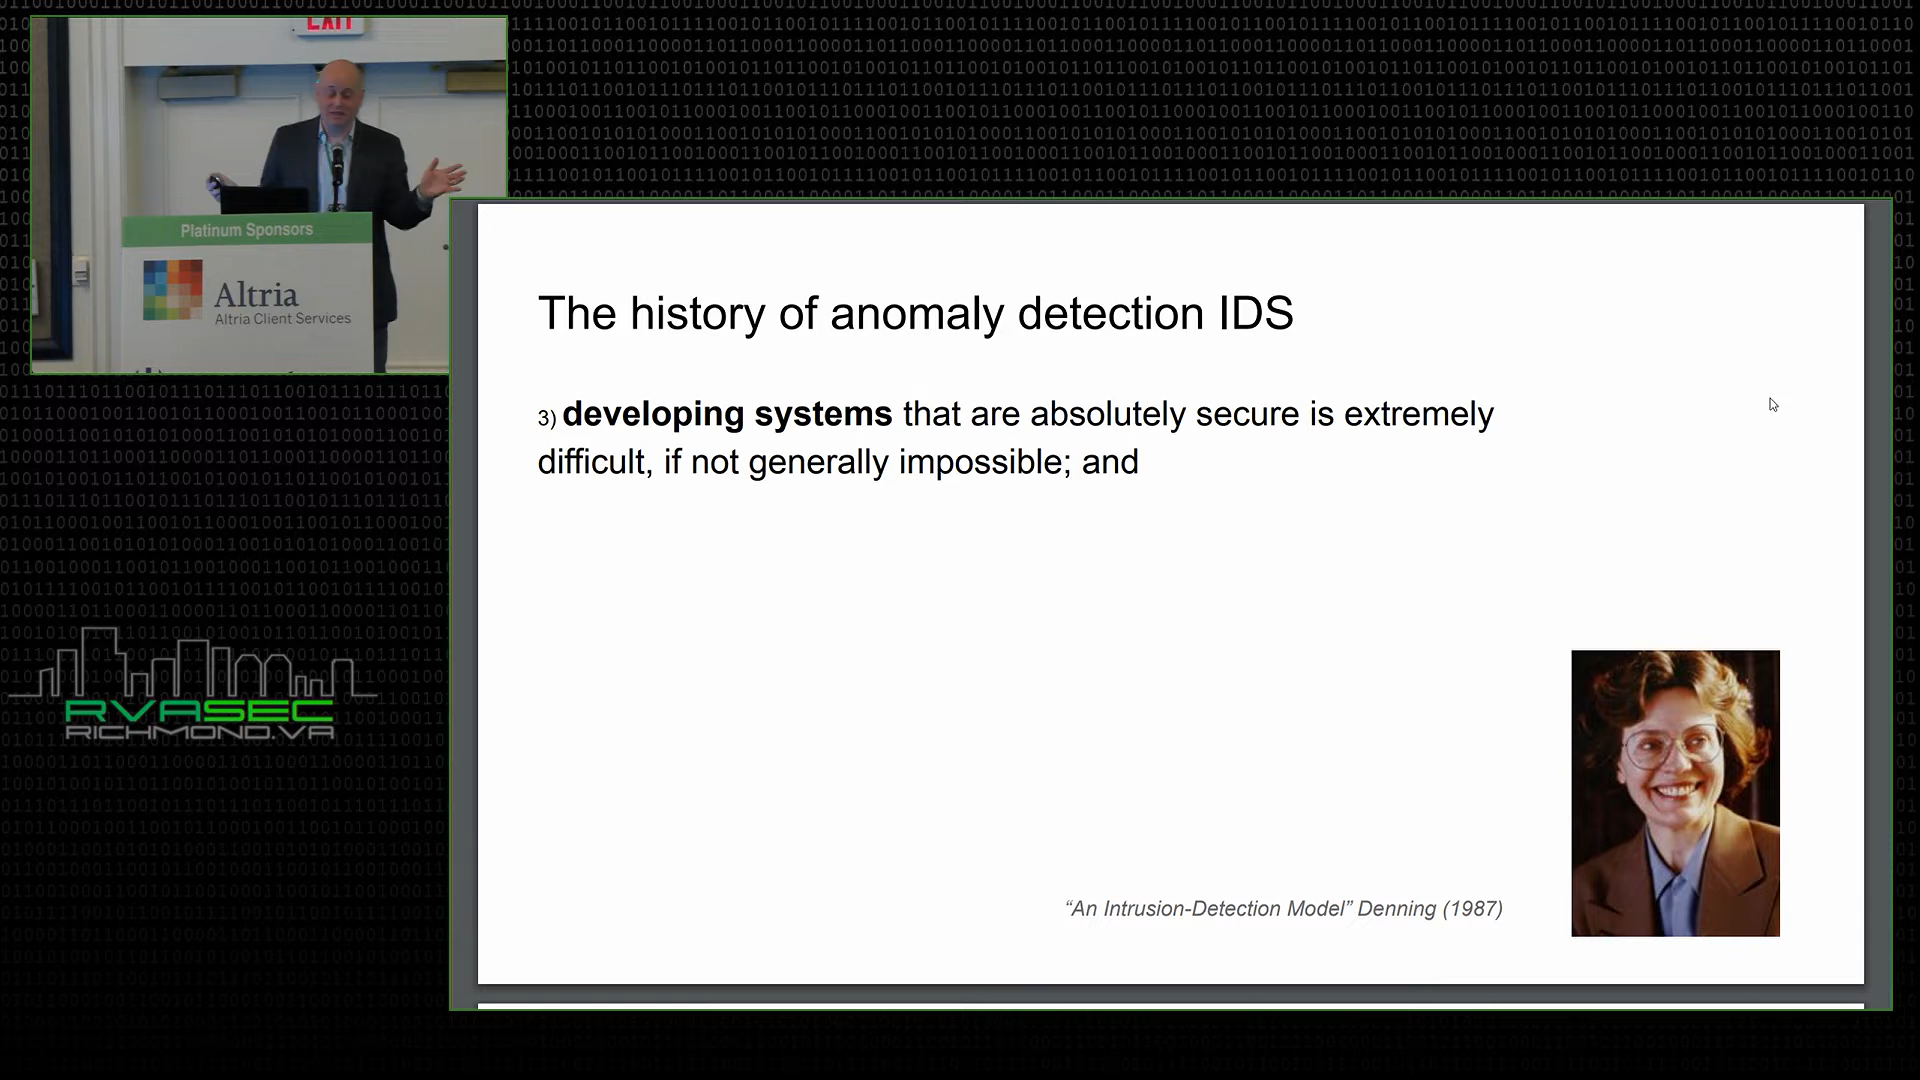 EXIT
Platinum Sponsors
Altria
Altria Client Services
The history of anomaly detection IDS
3) developing systems that are absolutely secure is extremely
difficult, if not generally impossible; and
“An Intrusion-Detection Model” Denning (1987)
RVASEC
RICHMOND.VA